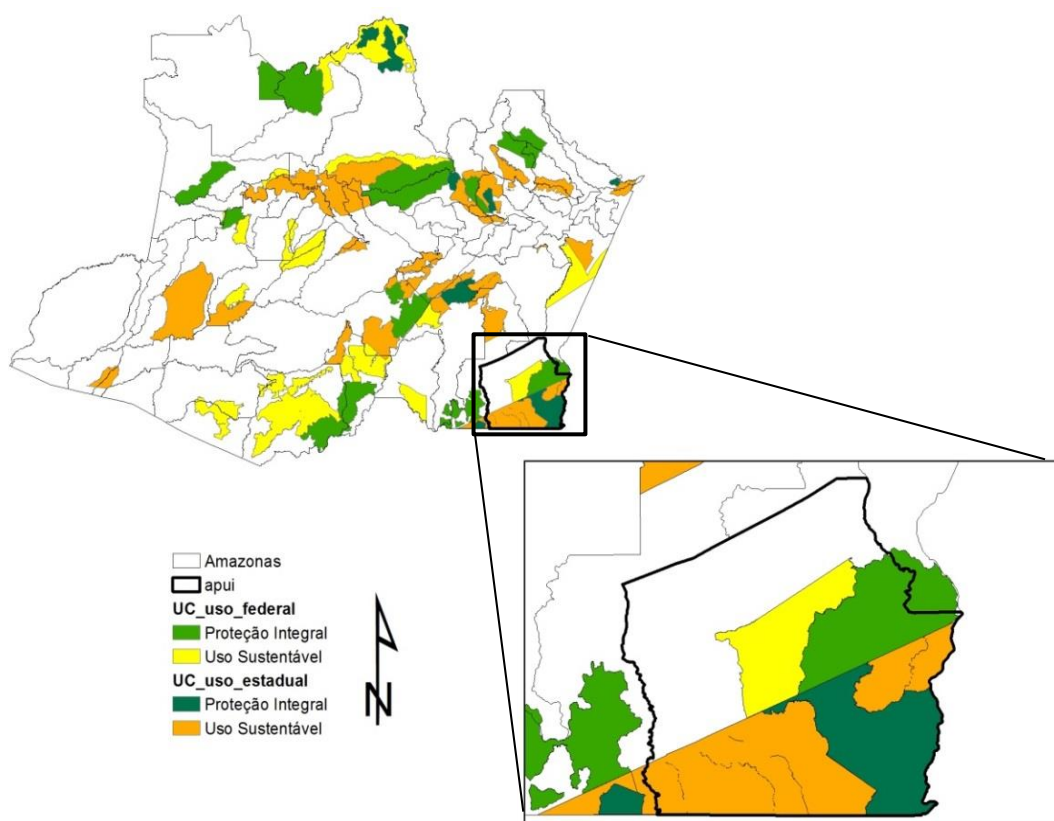 Amazonas
apui
UC_uso_federal
Proteção Integral
Uso Sustentável
UC_uso_estadual
Proteção Integral
Uso Sustentável
N